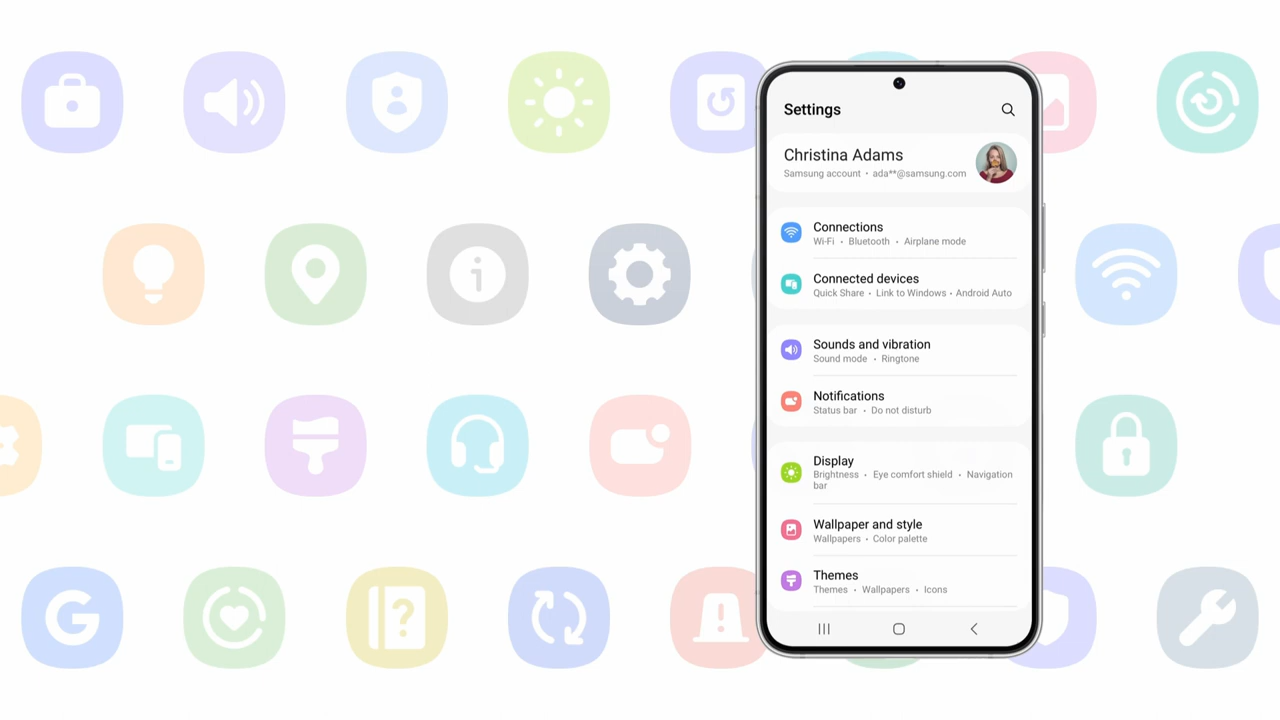 Settings
Christina Adams
Samsung account • ada**@samsung.com
Connections
Wi-Fi • Bluetooth • Airplane mode
Connected devices
Quick Share • Link to Windows • Android Auto
Sounds and vibration
Sound mode • Ringtone
Notifications
Status bar • Do not disturb
Display
Brightness • Eye comfort shield • Navigation
bar
Wallpaper and style
Wallpapers • Color palette
Themes
Themes • Wallpapers • Icons
G
?